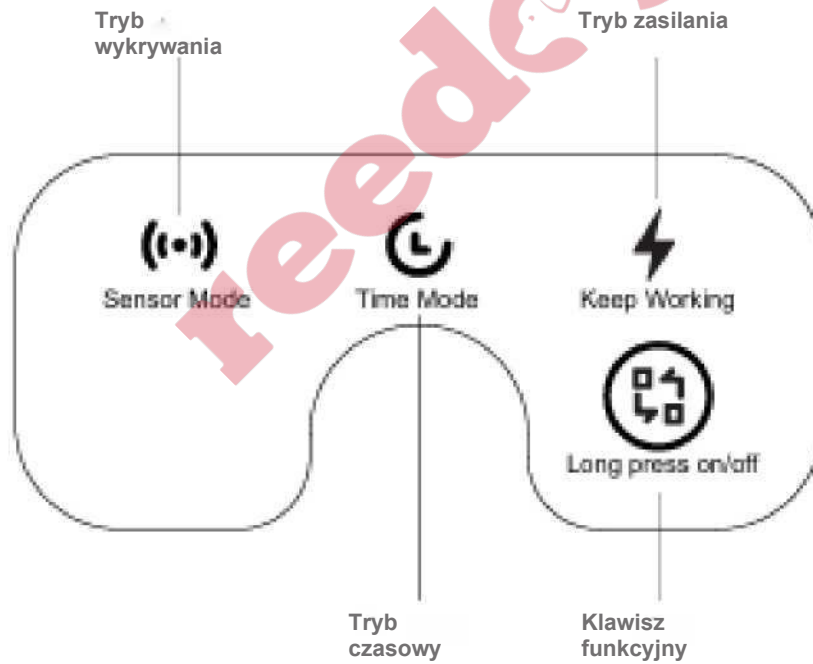 Tryb
wykrywania
Tryb zasilania
Sensor Mode
Time Mode
Keep Working
Long press on/off
Tryb
czasowy
Klawisz
funkcyjny